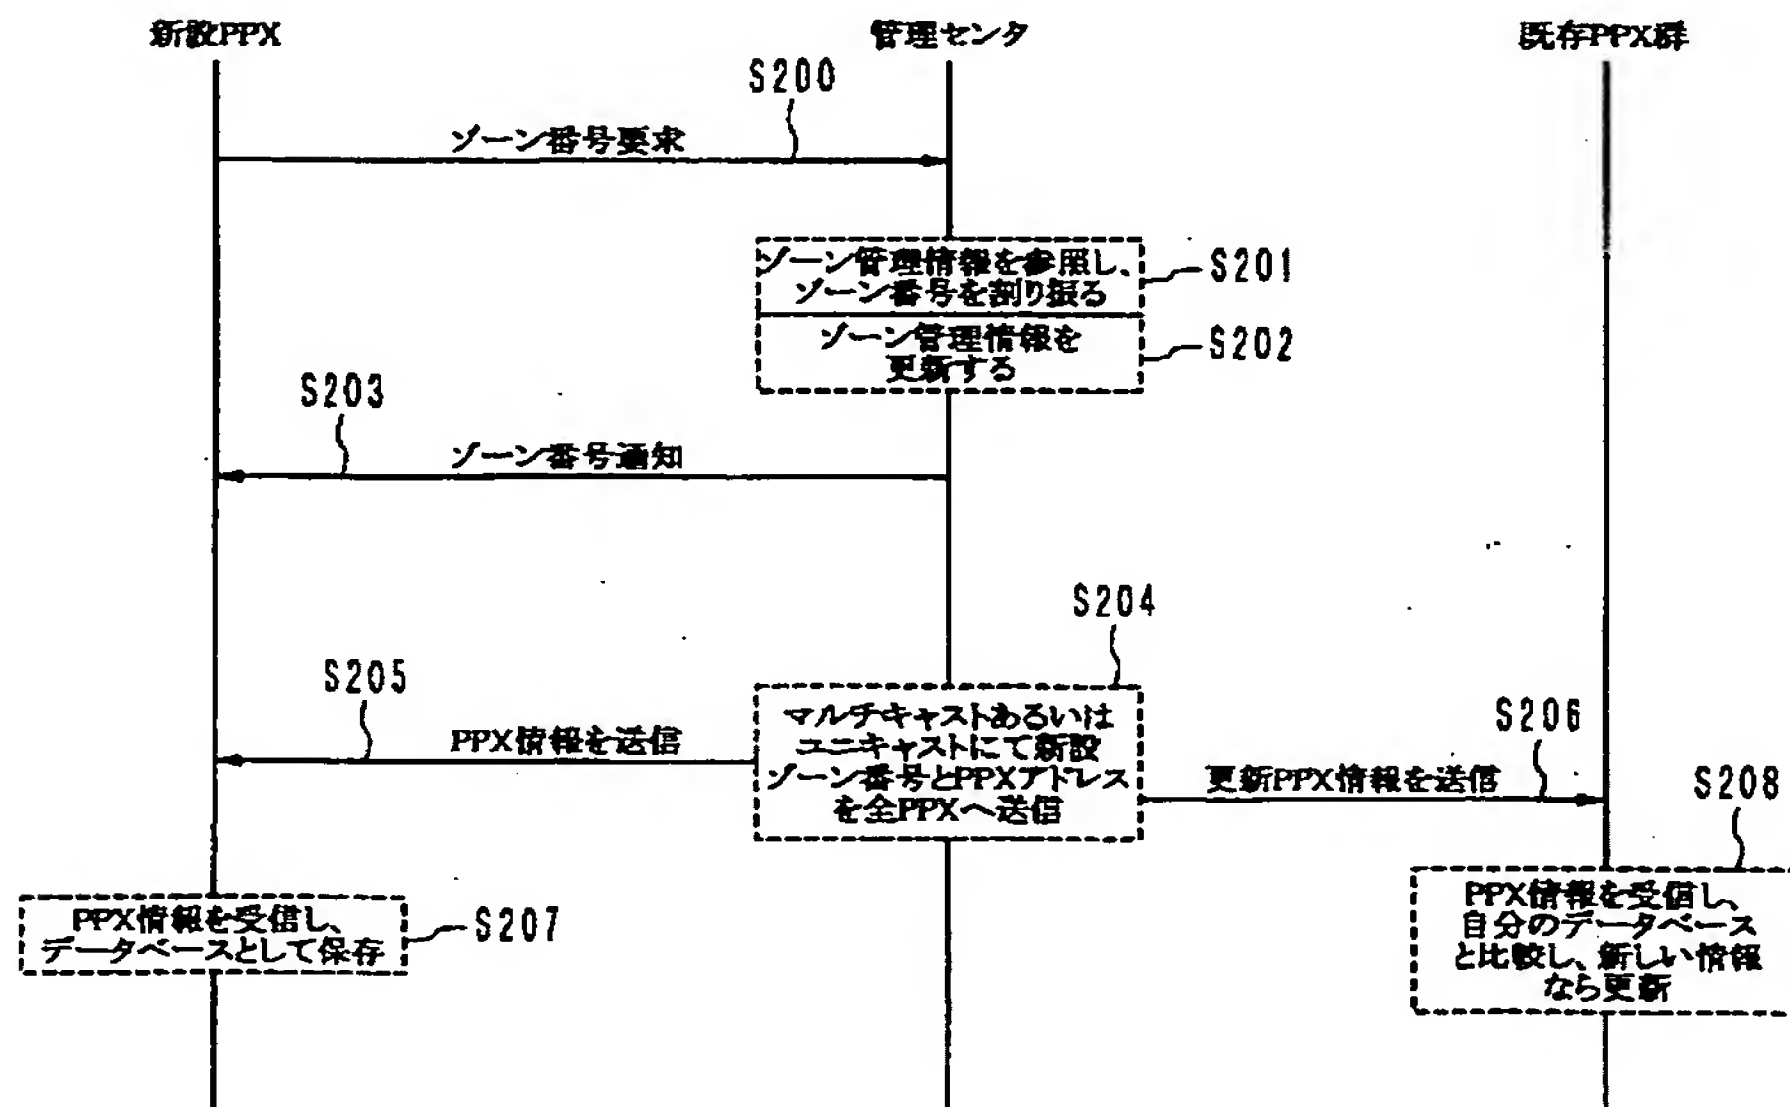 新設PPX
管理センタ
既存PPX群
S200
ゾーン番号要求
ゾーン管理情報を参照し、
ゾーン番号を割り振る
S201
ゾーン管理情報を
更新する
S202
S203
ゾーン番号通知
S204
S205
PPX情報を送信
マルチキャストあるいは
ユニキャストにて新設
ゾーン番号とPPXアドレス
を全PPXへ送信
S206
更新PPX情報を送信
S208
PPX情報を受信し、
データベースとして保存
S207
PPX情報を受信し、
自分のデータベース
と比較し、新しい情報
なら更新